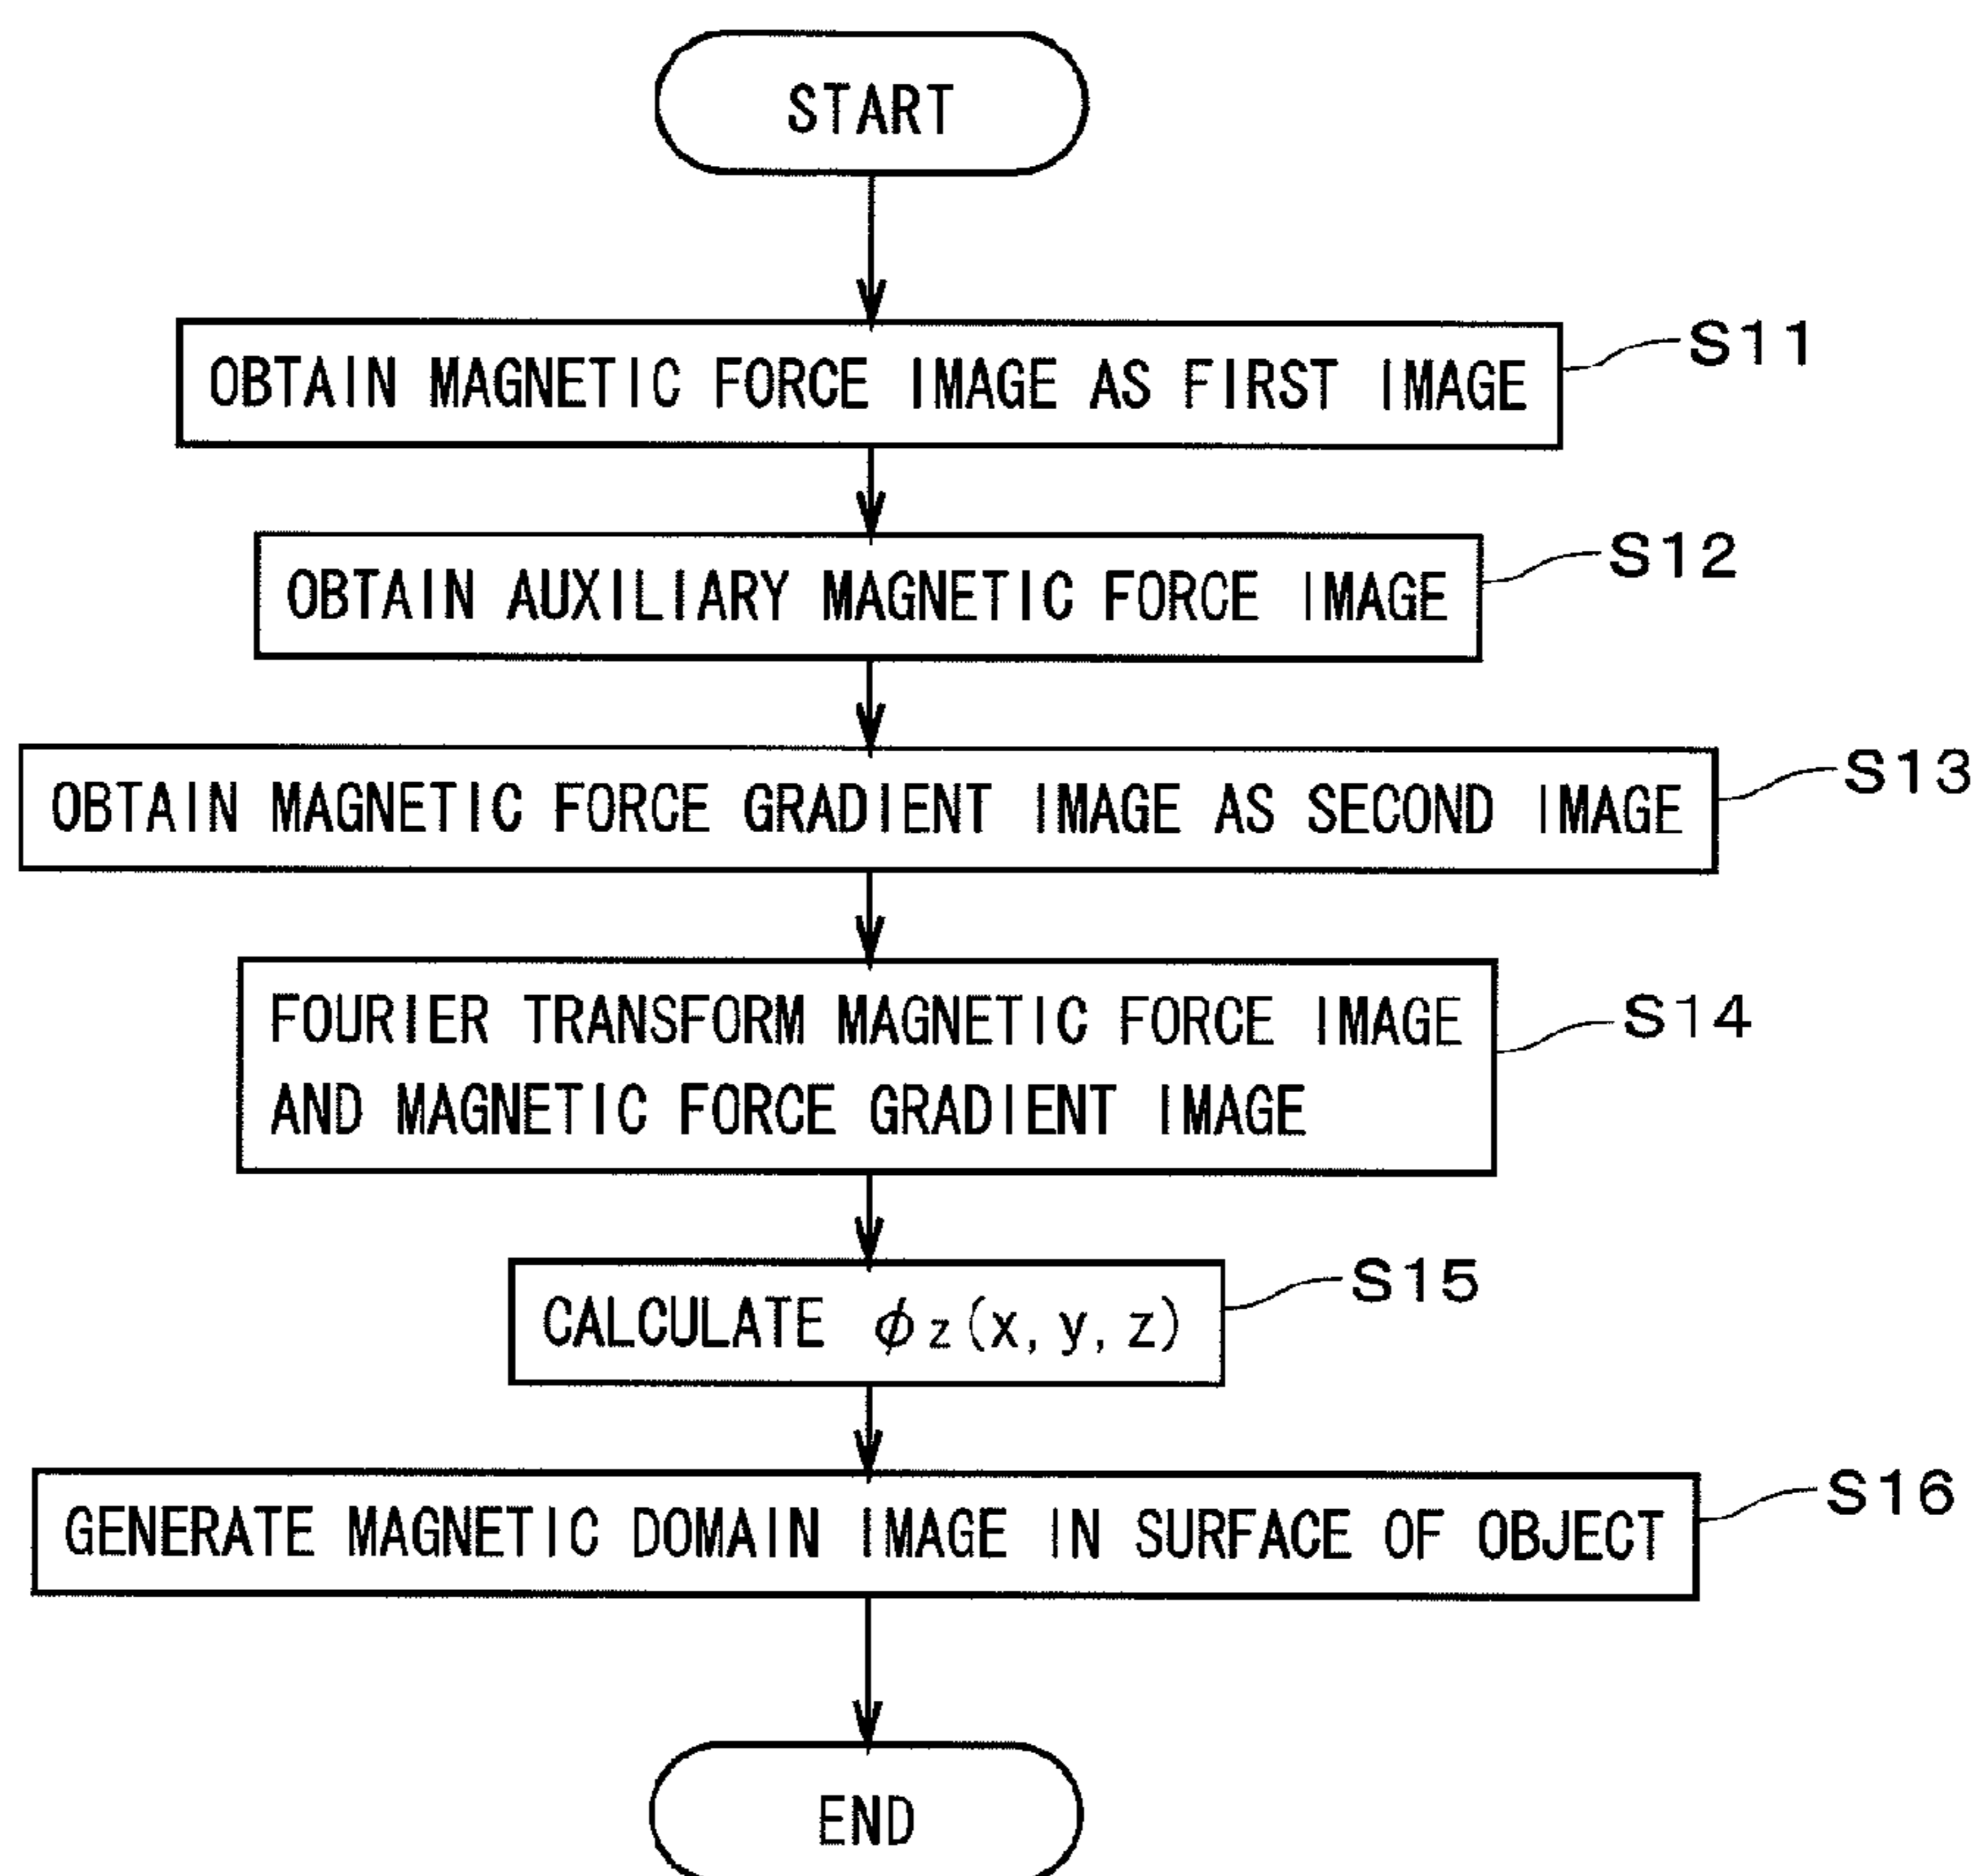 START
OBTAIN MAGNETIC FORCE IMAGE AS FIRST IMAGE
S11
OBTAIN AUXILIARY MAGNETIC FORCE IMAGE
S12
OBTAIN MAGNETIC FORCE GRADIENT IMAGE AS SECOND IMAGE
S13
FOURIER TRANSFORM MAGNETIC FORCE IMAGE
AND MAGNETIC FORCE GRADIENT IMAGE
S14
CALCULATE ϕz(x, y, z)
S15
GENERATE MAGNETIC DOMAIN IMAGE IN SURFACE OF OBJECT
S16
END